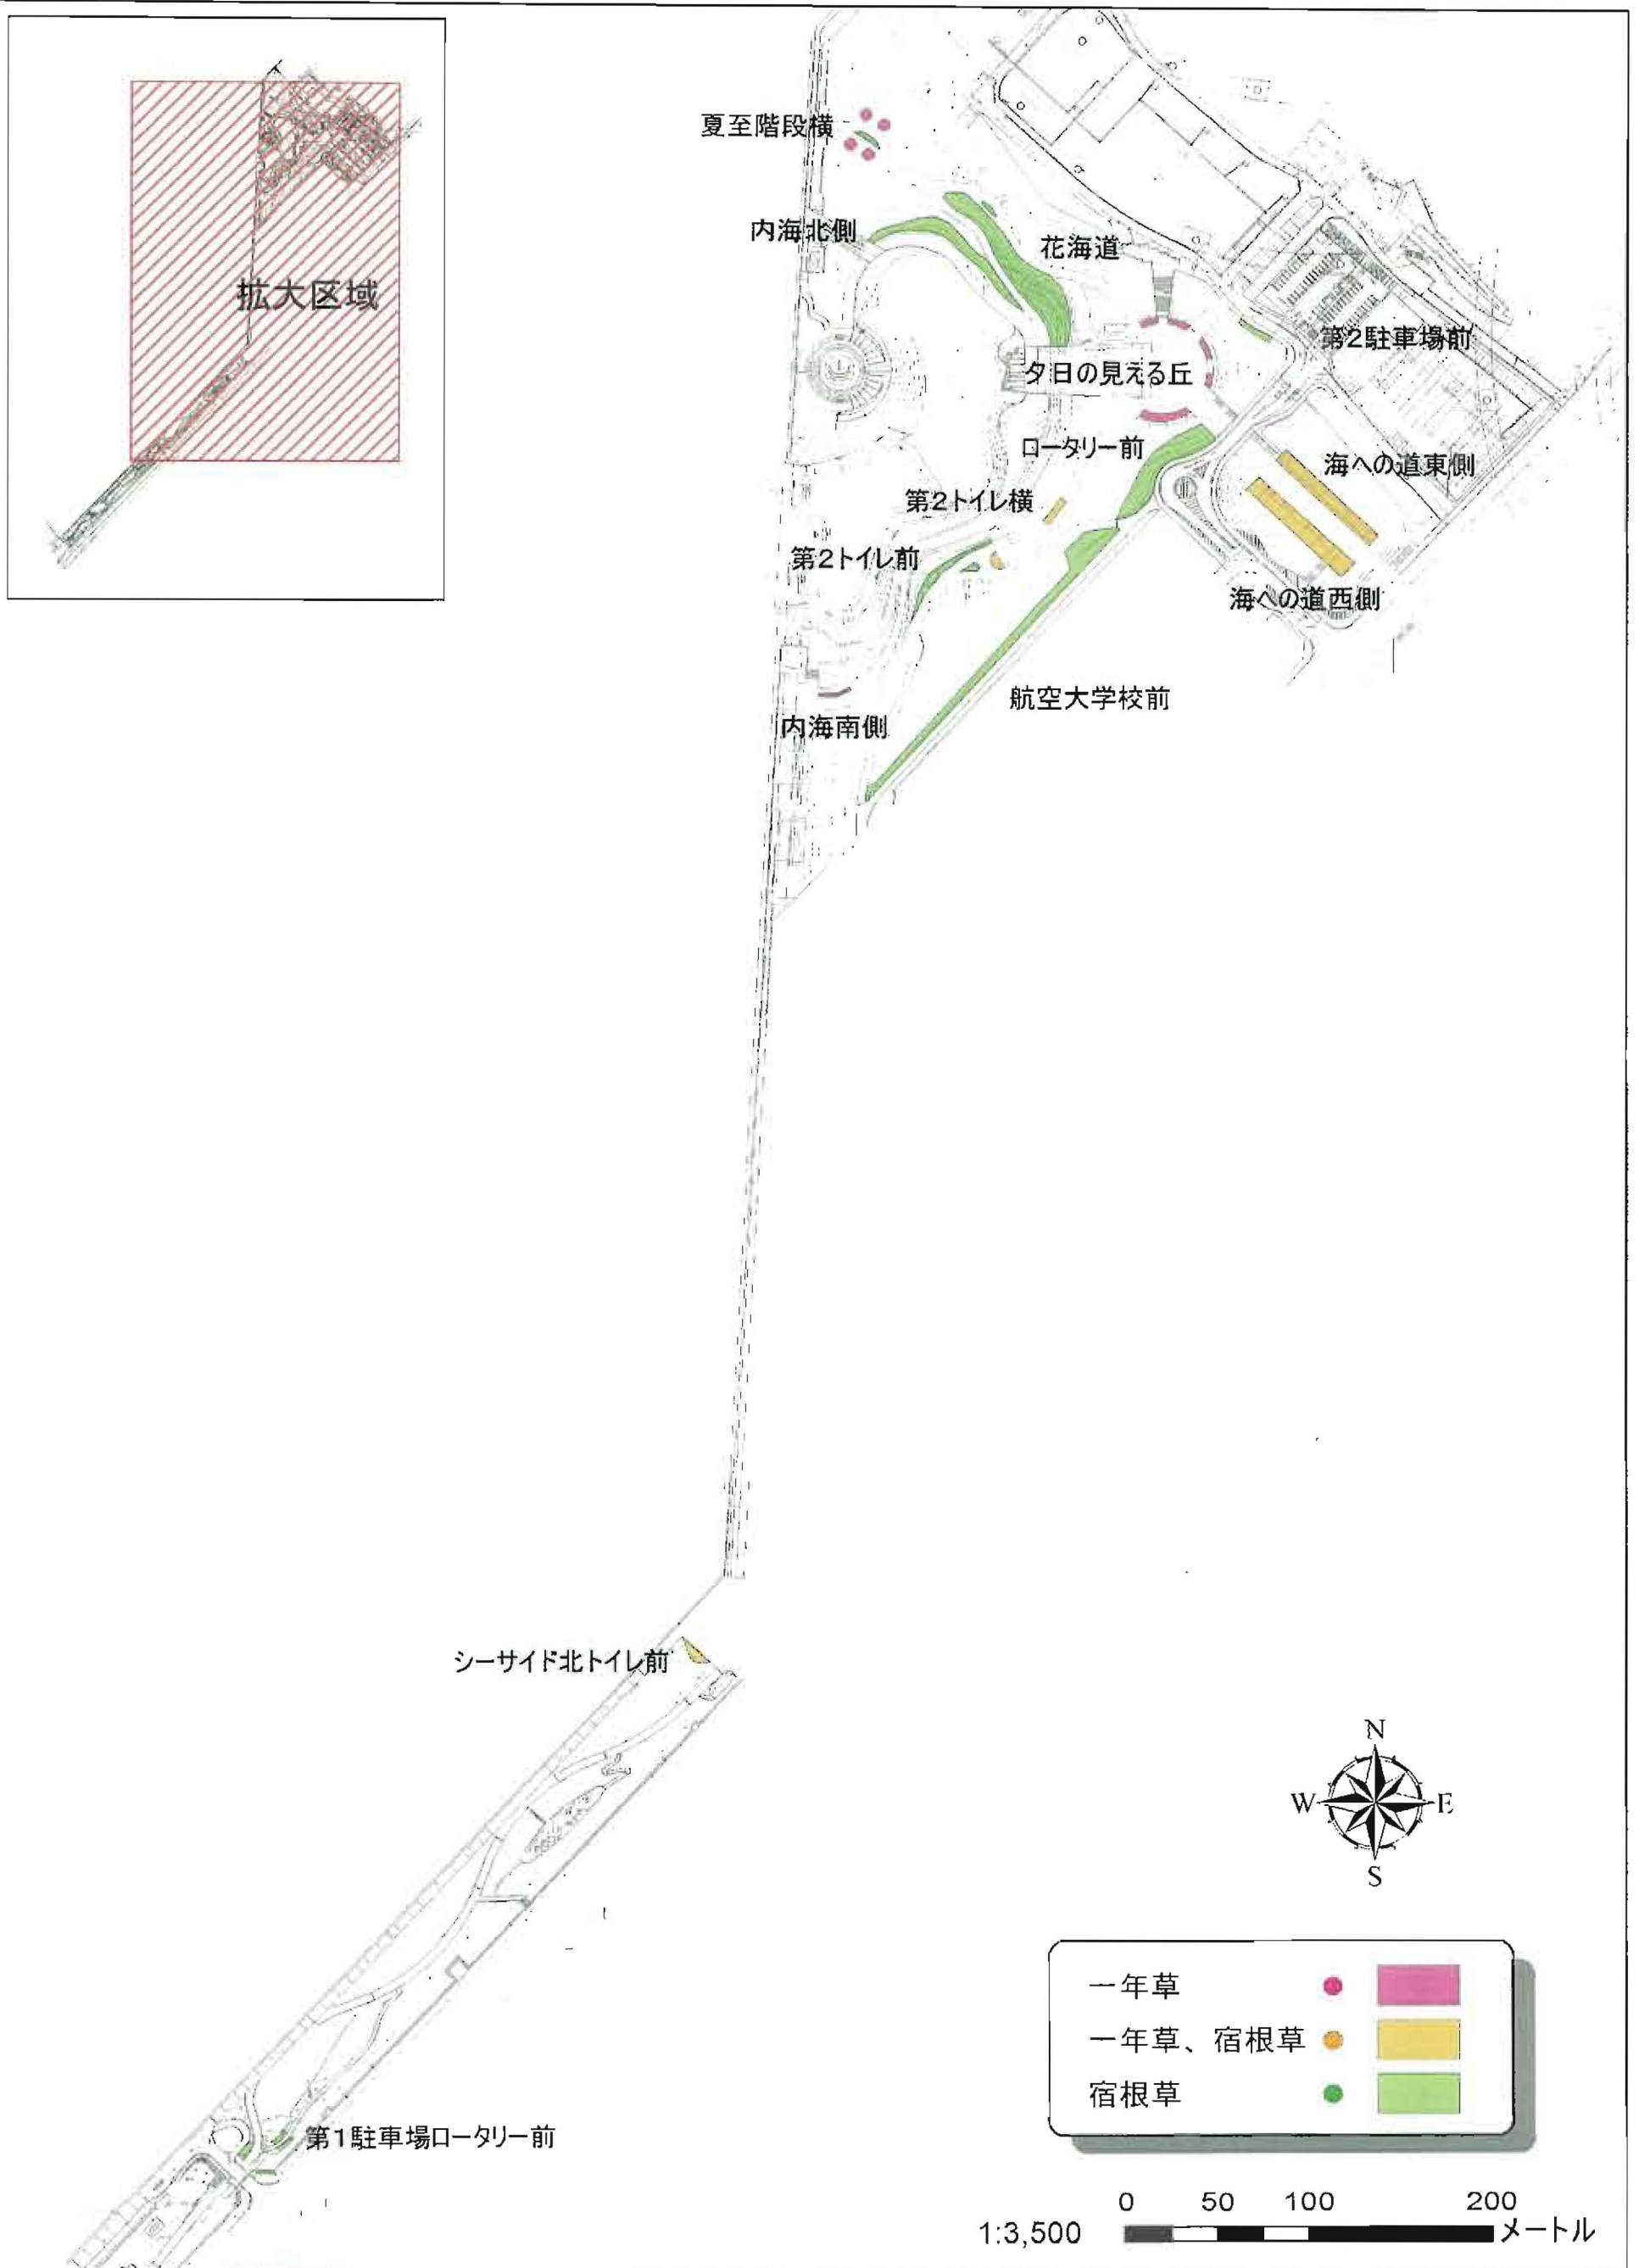 拡大区域
夏至階段横
内海北側
花海道
第2駐車場前
夕日の見える丘
ロータリー前
海への道東側
第2トイレ横
第2トイレ前
海への道西側
航空大学校前
内海南側
シーサイド北トイレ前
第1駐車場ロータリー前
N
W
E
S
一年草
一年草、宿根草
宿根草
0 50 100 200
1:3,500 メートル